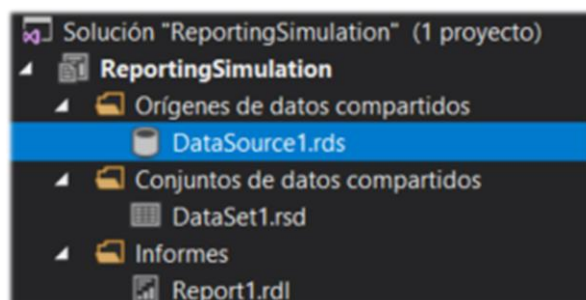 Solución "ReportingSimulation" (1 proyecto)
ReportingSimulation
Orígenes de datos compartidos
DataSource1.rds
Conjuntos de datos compartidos
DataSet1.rsd
Informes
Report1.rdl